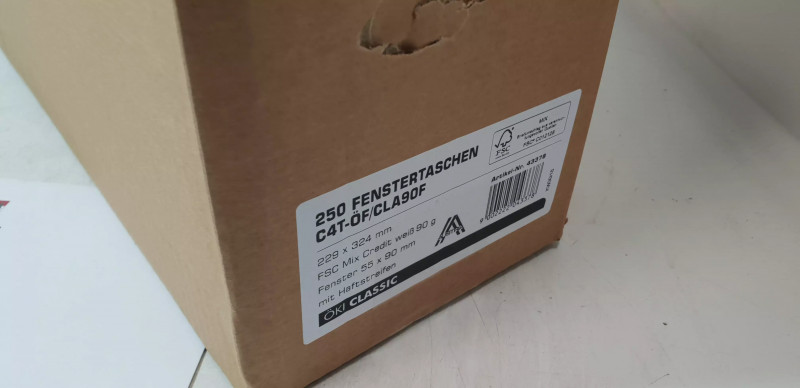 250 FENSTERTASCHEN
C4T-ÖF/CLA90F
229 x 324 mm
FSC Mix Credit weiß 90 g
Fenster 55 x 90 mm
mit Haftstreifen
ÖKI CLASSIC
FSC
MIX
Artikel-Nr. 43378